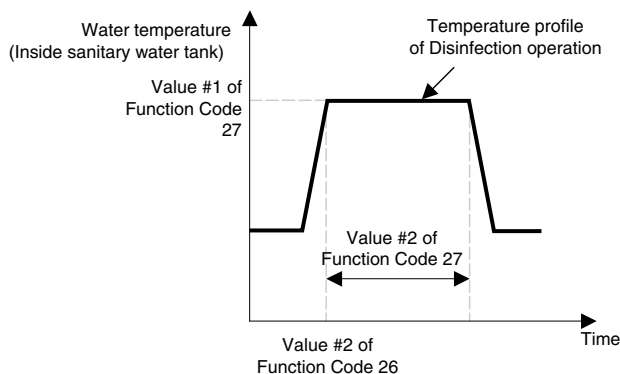 Water temperature
(Inside sanitary water tank)
Temperature profile
of Disinfection operation
Value #1 of
Function Code
27
Value #2 of
Function Code 27
Time
Value #2 of
Function Code 26